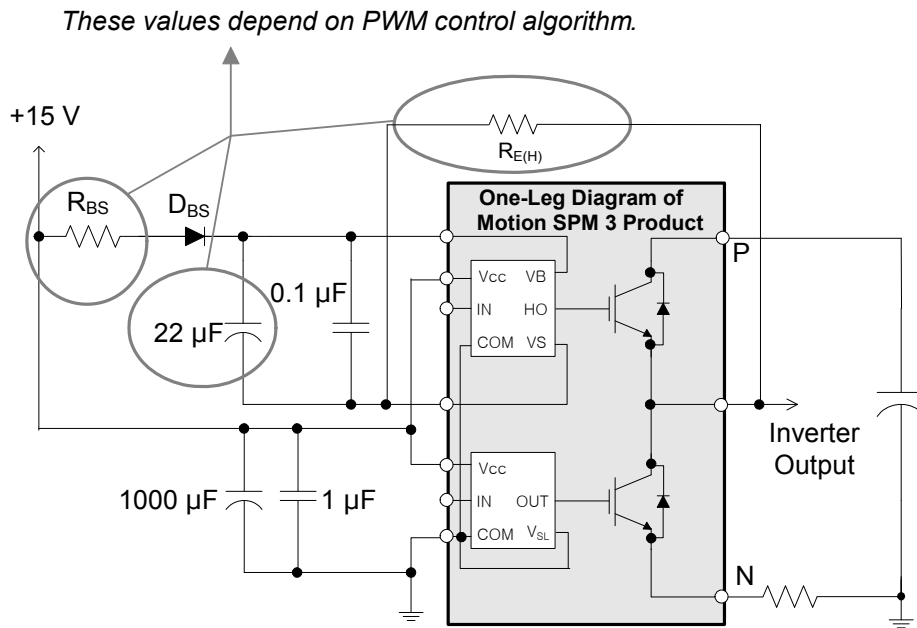 These values depend on PWM control algorithm.
+15 V
R_E(H)
R_BS
D_BS
One-Leg Diagram of
Motion SPM 3 Product
P
Vcc
VB
0.1 µF
IN
HO
22 µF
COM
VS
Inverter
Output
Vcc
1000 µF
1 µF
IN
OUT
COM
V_SL
N